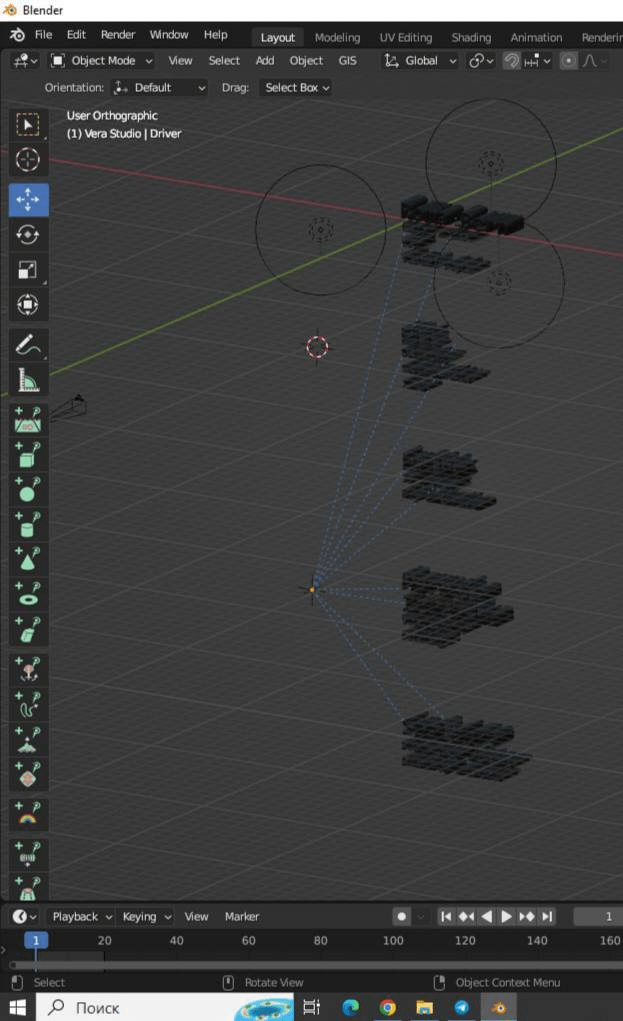 Blender
File Edit Render Window Help Layout Modeling UV Editing Shading Animation Renderin
Object Mode View Select Add Object GIS Global
Orientation: Default Drag: Select Box
User Orthographic
(1) Vera Studio | Driver
Playback Keying View Marker 1
1 20 40 60 80 100 120 140 160
Select Rotate View Object Context Menu
Поиск